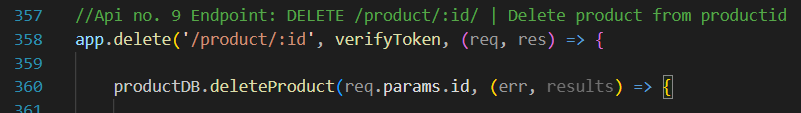 357 //Api no. 9 Endpoint: DELETE /product/:id/ | Delete product from productid
358 app.delete('/product/:id', verifyToken, (req, res) => {
359
360 productDB.deleteProduct(req.params.id, (err, results) => {
361